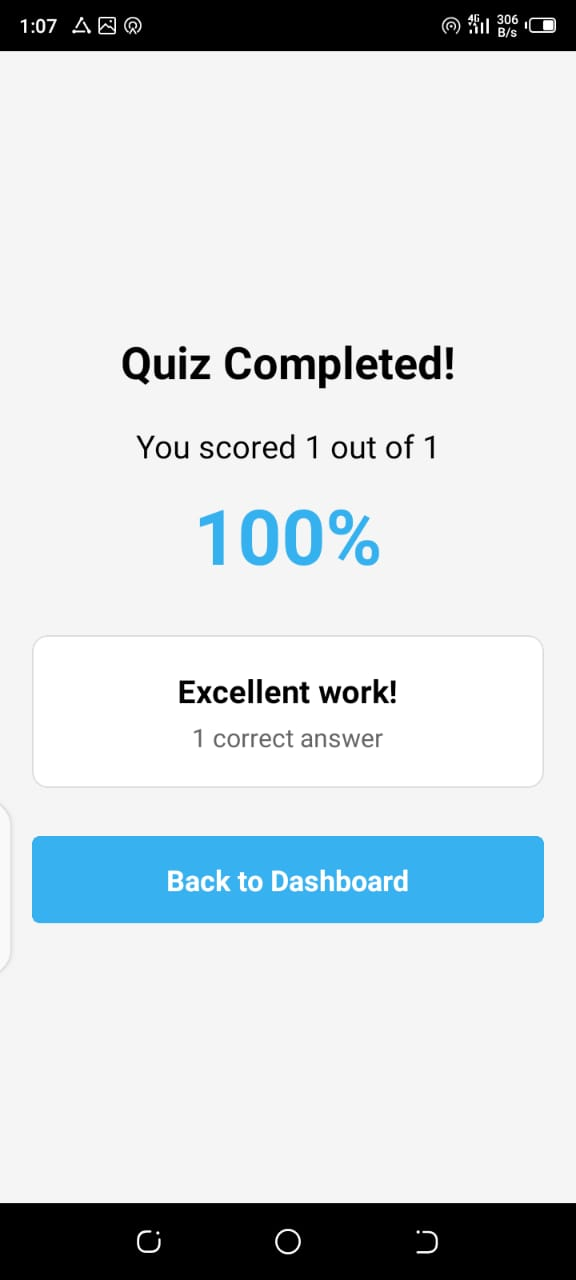 1:07
4G
306
B/s
Quiz Completed!
You scored 1 out of 1
100%
Excellent work!
1 correct answer
Back to Dashboard